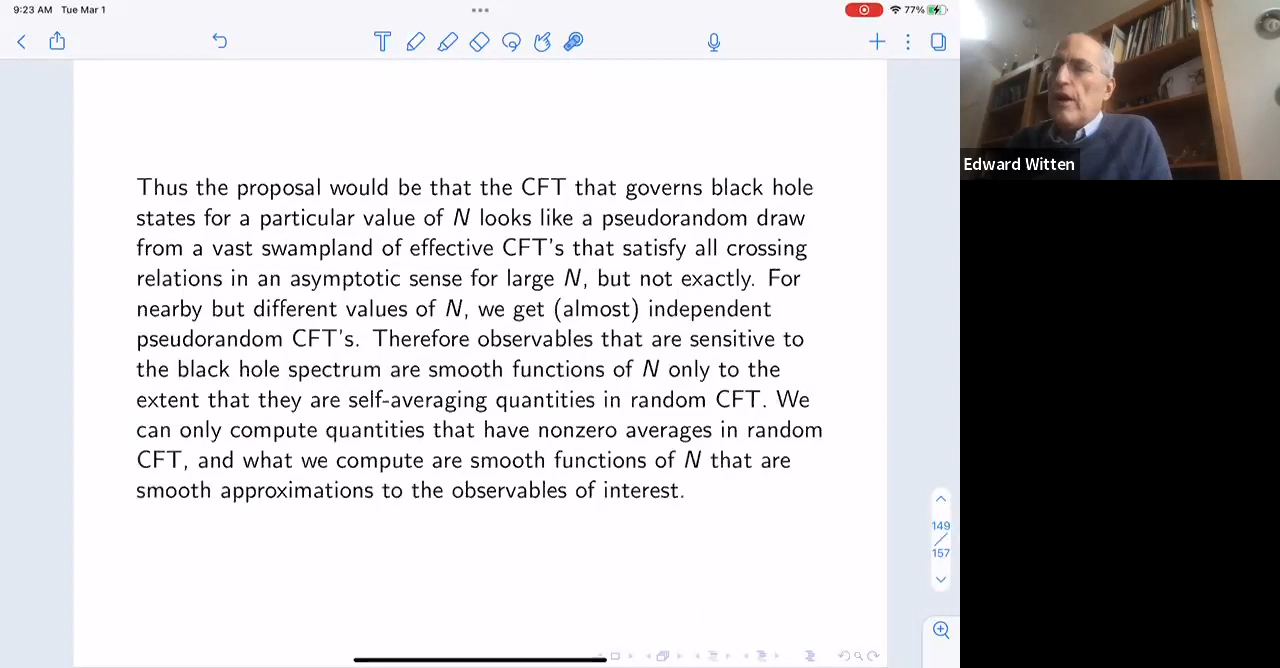 9:23 AM Tue Mar 1
77%
Thus the proposal would be that the CFT that governs black hole
states for a particular value of N looks like a pseudorandom draw
from a vast swampland of effective CFT's that satisfy all crossing
relations in an asymptotic sense for large N, but not exactly. For
nearby but different values of N, we get (almost) independent
pseudorandom CFT's. Therefore observables that are sensitive to
the black hole spectrum are smooth functions of N only to the
extent that they are self-averaging quantities in random CFT. We
can only compute quantities that have nonzero averages in random
CFT, and what we compute are smooth functions of N that are
smooth approximations to the observables of interest.
149
157
Edward Witten